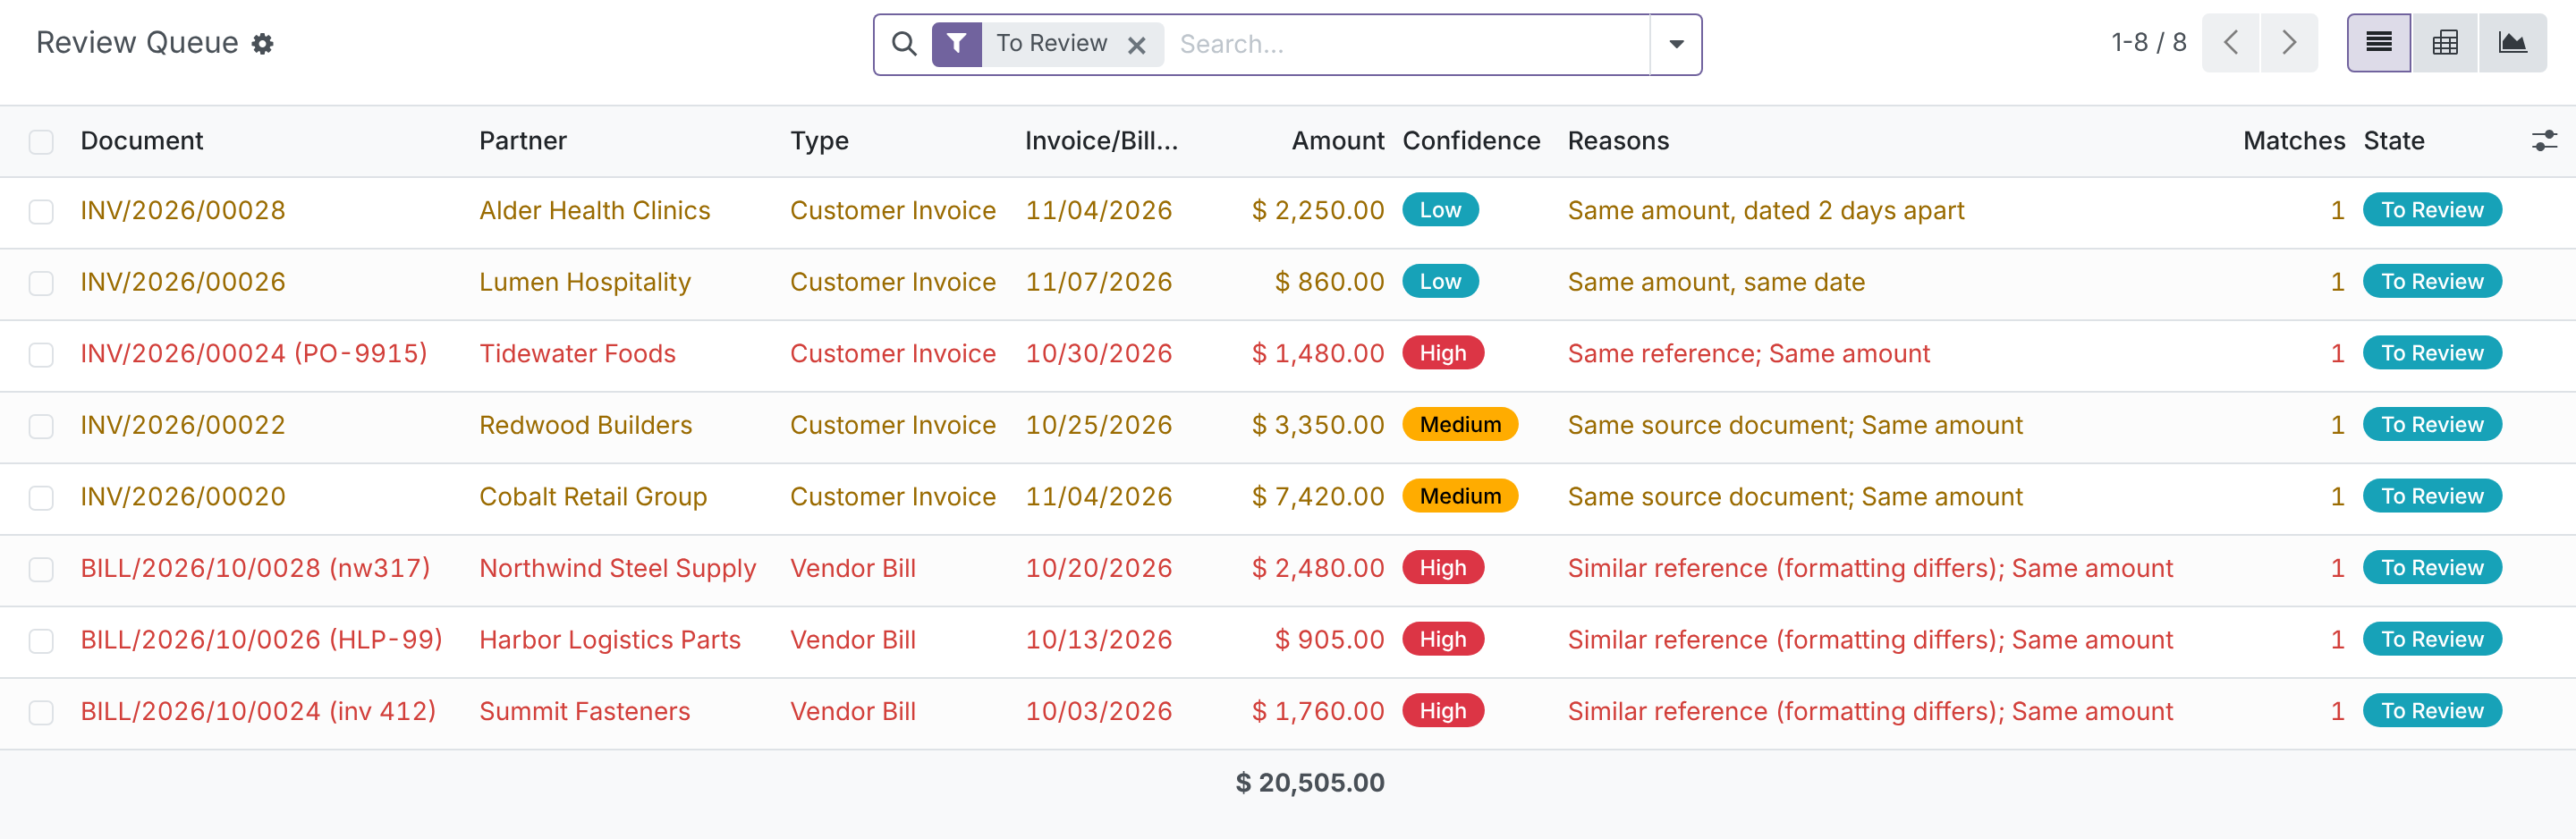 Review Queue To Review Search... 1-8 / 8
Document Partner Type Invoice/Bill... Amount Confidence Reasons Matches State
INV/2026/00028 Alder Health Clinics Customer Invoice 11/04/2026 $ 2,250.00 Low Same amount, dated 2 days apart 1 To Review
INV/2026/00026 Lumen Hospitality Customer Invoice 11/07/2026 $ 860.00 Low Same amount, same date 1 To Review
INV/2026/00024 (PO-9915) Tidewater Foods Customer Invoice 10/30/2026 $ 1,480.00 High Same reference; Same amount 1 To Review
INV/2026/00022 Redwood Builders Customer Invoice 10/25/2026 $ 3,350.00 Medium Same source document; Same amount 1 To Review
INV/2026/00020 Cobalt Retail Group Customer Invoice 11/04/2026 $ 7,420.00 Medium Same source document; Same amount 1 To Review
BILL/2026/10/0028 (nw317) Northwind Steel Supply Vendor Bill 10/20/2026 $ 2,480.00 High Similar reference (formatting differs); Same amount 1 To Review
BILL/2026/10/0026 (HLP-99) Harbor Logistics Parts Vendor Bill 10/13/2026 $ 905.00 High Similar reference (formatting differs); Same amount 1 To Review
BILL/2026/10/0024 (inv 412) Summit Fasteners Vendor Bill 10/03/2026 $ 1,760.00 High Similar reference (formatting differs); Same amount 1 To Review
$ 20,505.00